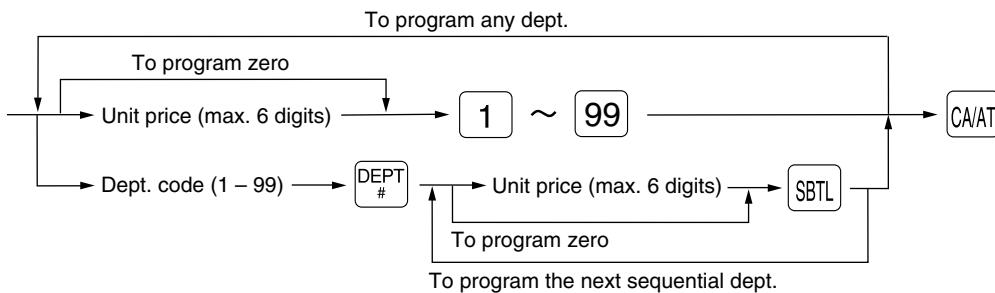 To program any dept.
To program zero
Unit price (max. 6 digits)
1 ~ 99
CA/AT
Dept. code (1 – 99)
DEPT
#
Unit price (max. 6 digits)
SBTL
To program zero
To program the next sequential dept.